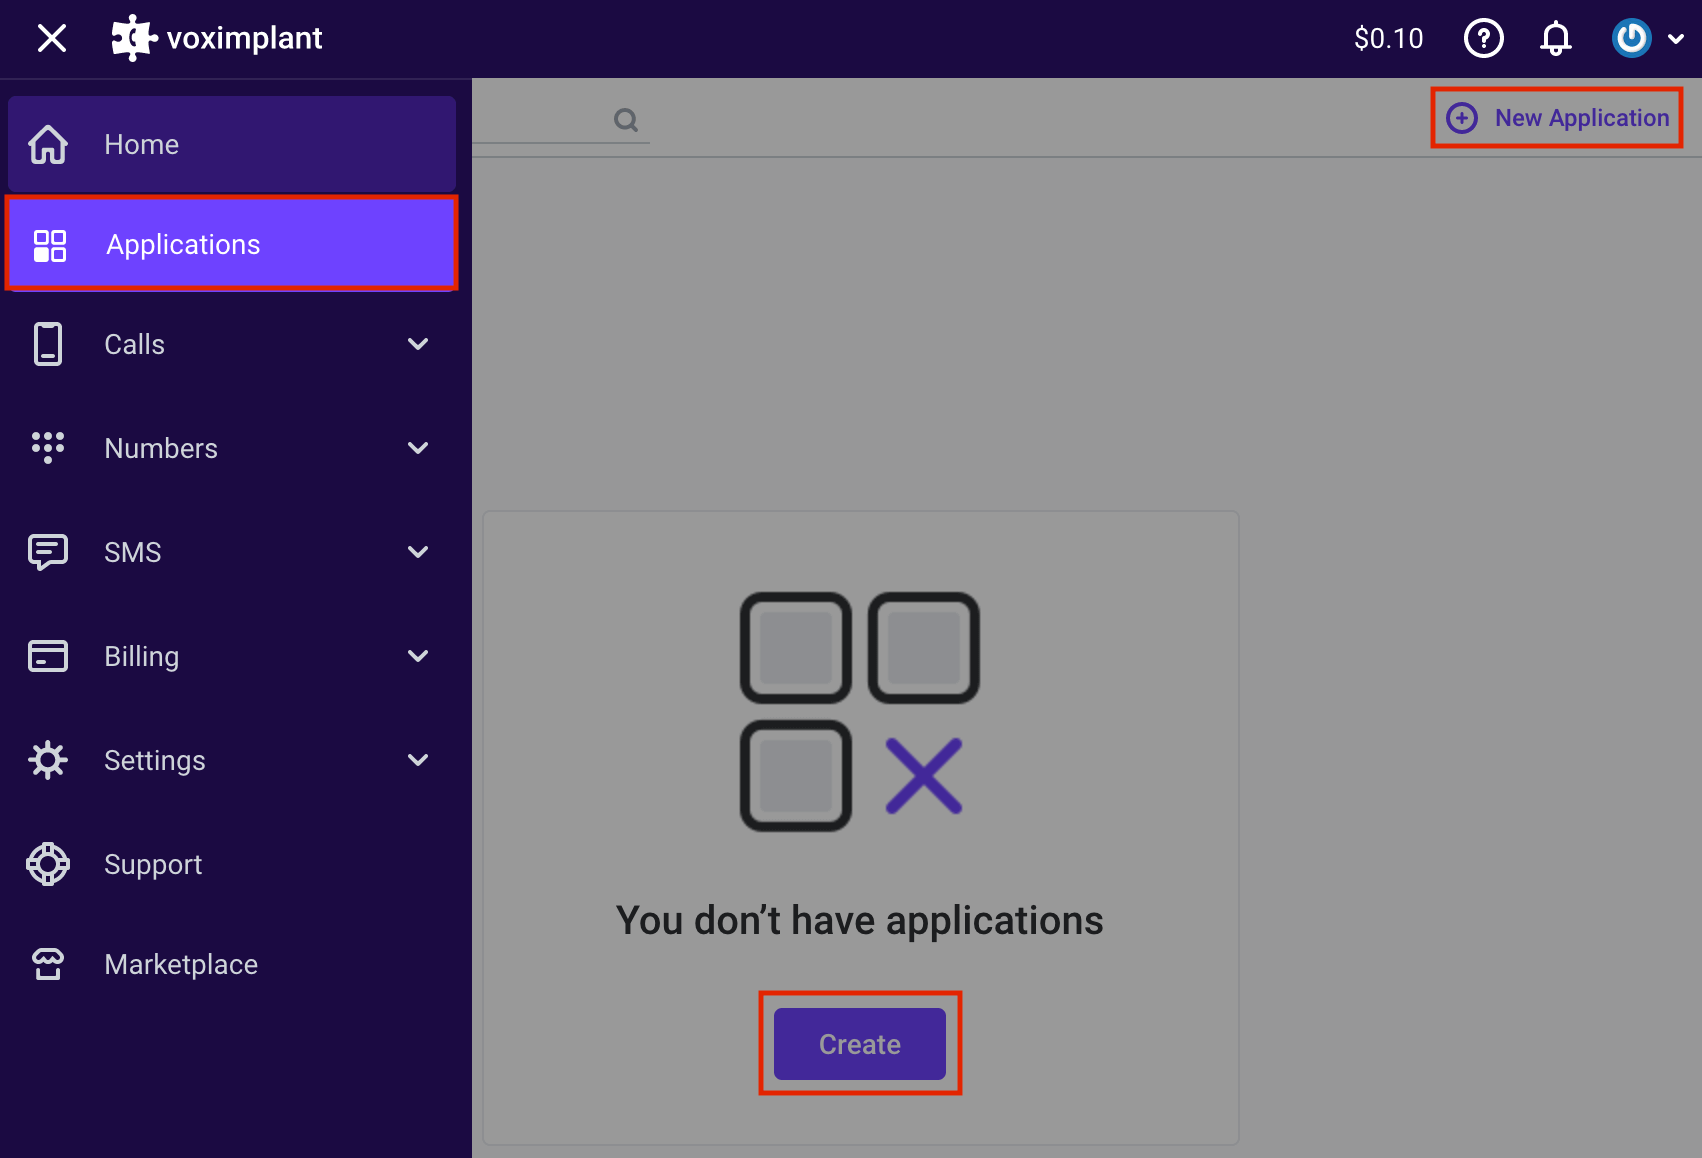 voximplant
$0.10
Home
Applications
Calls
Numbers
SMS
Billing
Settings
Support
Marketplace
New Application
You don’t have applications
Create